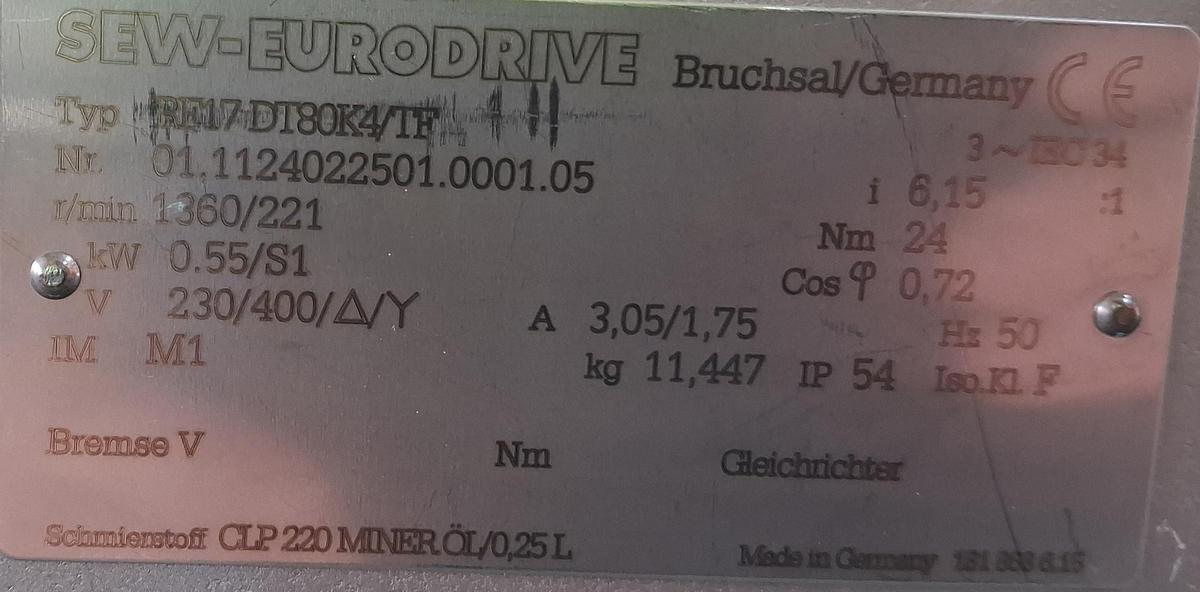 SEW-EURODRIVE Bruchsal/Germany CE
Typ RF17 DT80K4/TF
3~IEC 34
Nr. 01.1124022501.0001.05
i 6,15 :1
r/min 1360/221
Nm 24
kW 0.55/S1
Cos φ 0,72
V 230/400/△/Y A 3,05/1,75 Hz 50
IM M1 kg 11,447 IP 54 Iso.Kl. F
Bremse V Nm Gleichrichter
Schmierstoff CLP 220 MINER.ÖL/0,25 L
Made in Germany